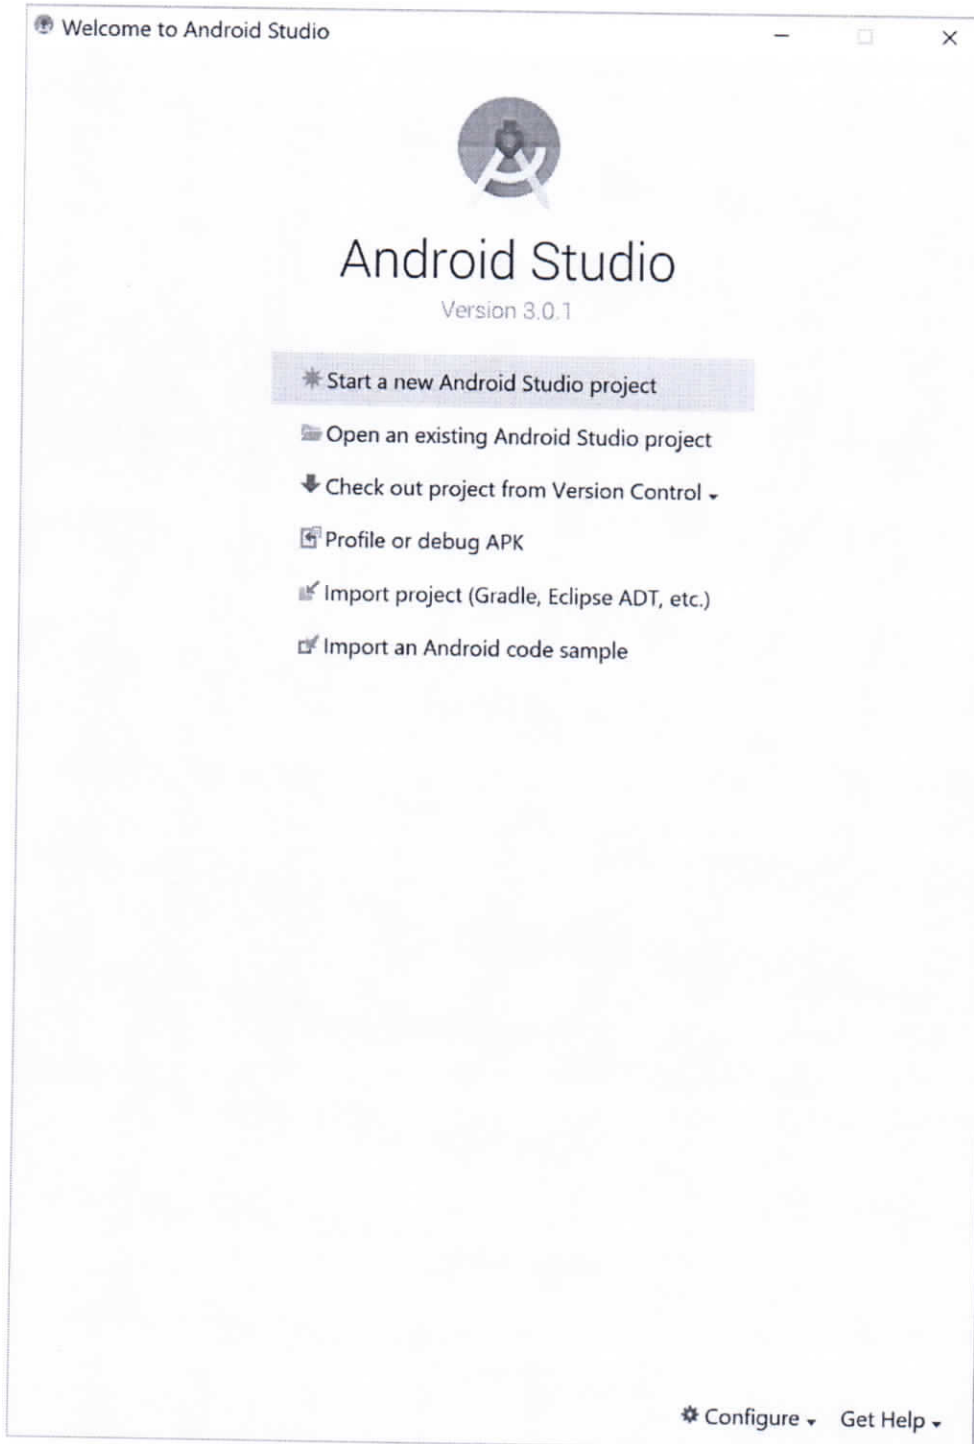 Welcome to Android Studio
Android Studio
Version 3.0.1
Start a new Android Studio project
Open an existing Android Studio project
Check out project from Version Control
Profile or debug APK
Import project (Gradle, Eclipse ADT, etc.)
Import an Android code sample
Configure
Get Help